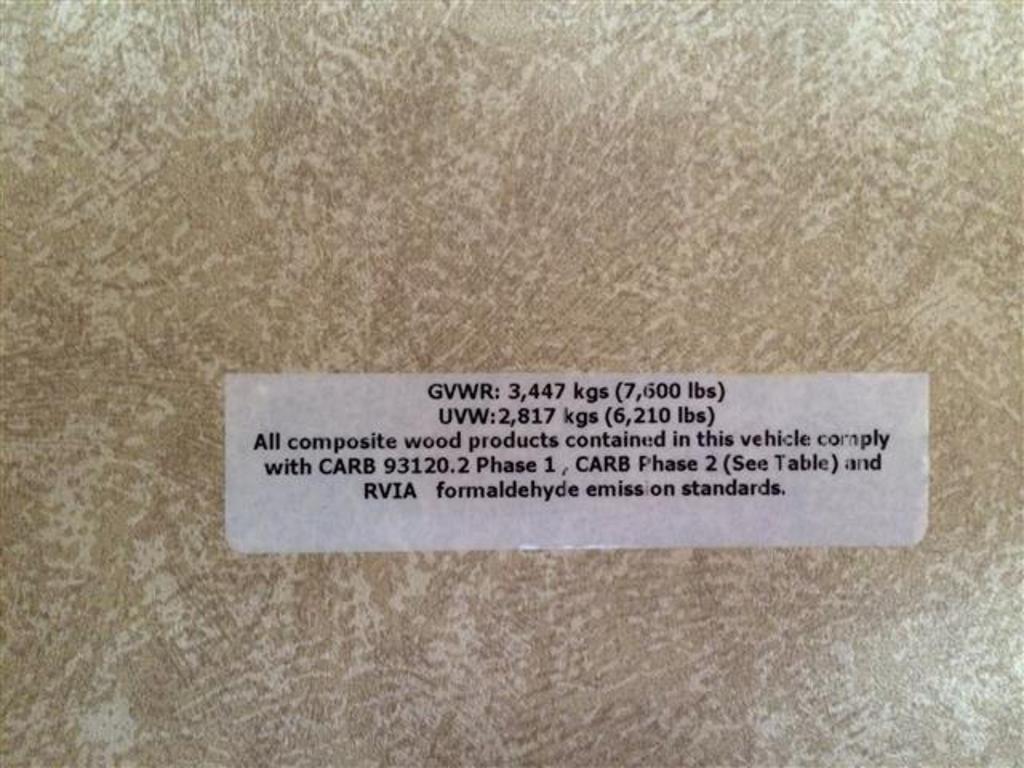 GVWR: 3,447 kgs (7,600 lbs)
UVW:2,817 kgs (6,210 lbs)
All composite wood products contained in this vehicle comply
with CARB 93120.2 Phase 1 , CARB Phase 2 (See Table) and
RVIA formaldehyde emission standards.